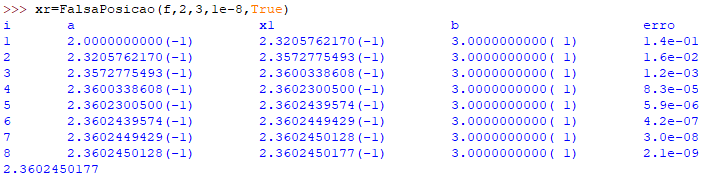 >>> xr=FalsaPosicao(f,2,3,1e-8,True)
i a x1 b erro
1 2.0000000000(-1) 2.3205762170(-1) 3.0000000000( 1) 1.4e-01
2 2.3205762170(-1) 2.3572775493(-1) 3.0000000000( 1) 1.6e-02
3 2.3572775493(-1) 2.3600338608(-1) 3.0000000000( 1) 1.2e-03
4 2.3600338608(-1) 2.3602300500(-1) 3.0000000000( 1) 8.3e-05
5 2.3602300500(-1) 2.3602439574(-1) 3.0000000000( 1) 5.9e-06
6 2.3602439574(-1) 2.3602449429(-1) 3.0000000000( 1) 4.2e-07
7 2.3602449429(-1) 2.3602450128(-1) 3.0000000000( 1) 3.0e-08
8 2.3602450128(-1) 2.3602450177(-1) 3.0000000000( 1) 2.1e-09
2.3602450177